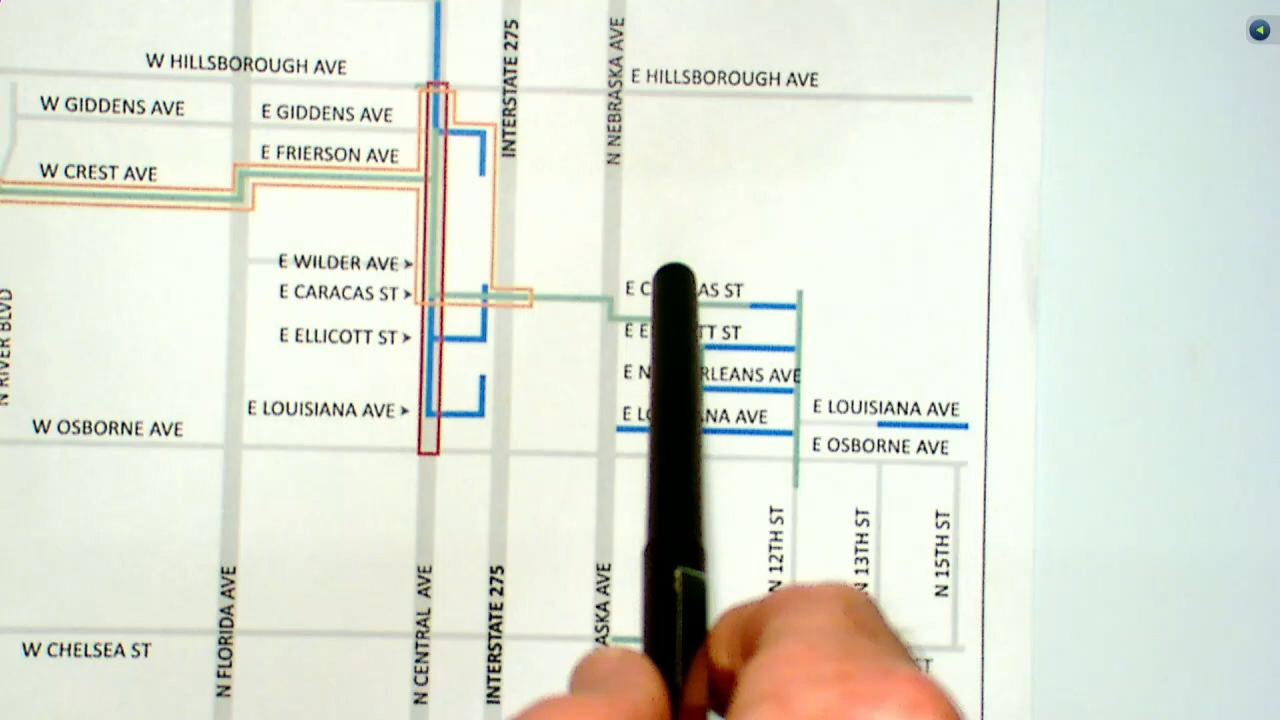 W HILLSBOROUGH AVE
E HILLSBOROUGH AVE
W GIDDENS AVE
E GIDDENS AVE
INTERSTATE 275
N NEBRASKA AVE
E FRIERSON AVE
W CREST AVE
E WILDER AVE
E CARACAS ST
E C AS ST
E ELLICOTT ST
E E TT ST
E N RLEANS AVE
N RIVER BLVD
E LOUISIANA AVE
E LO NA AVE
E LOUISIANA AVE
W OSBORNE AVE
E OSBORNE AVE
N 12TH ST
N 13TH ST
N 15TH ST
N FLORIDA AVE
N CENTRAL AVE
INTERSTATE 275
ASKA AVE
W CHELSEA ST
ST